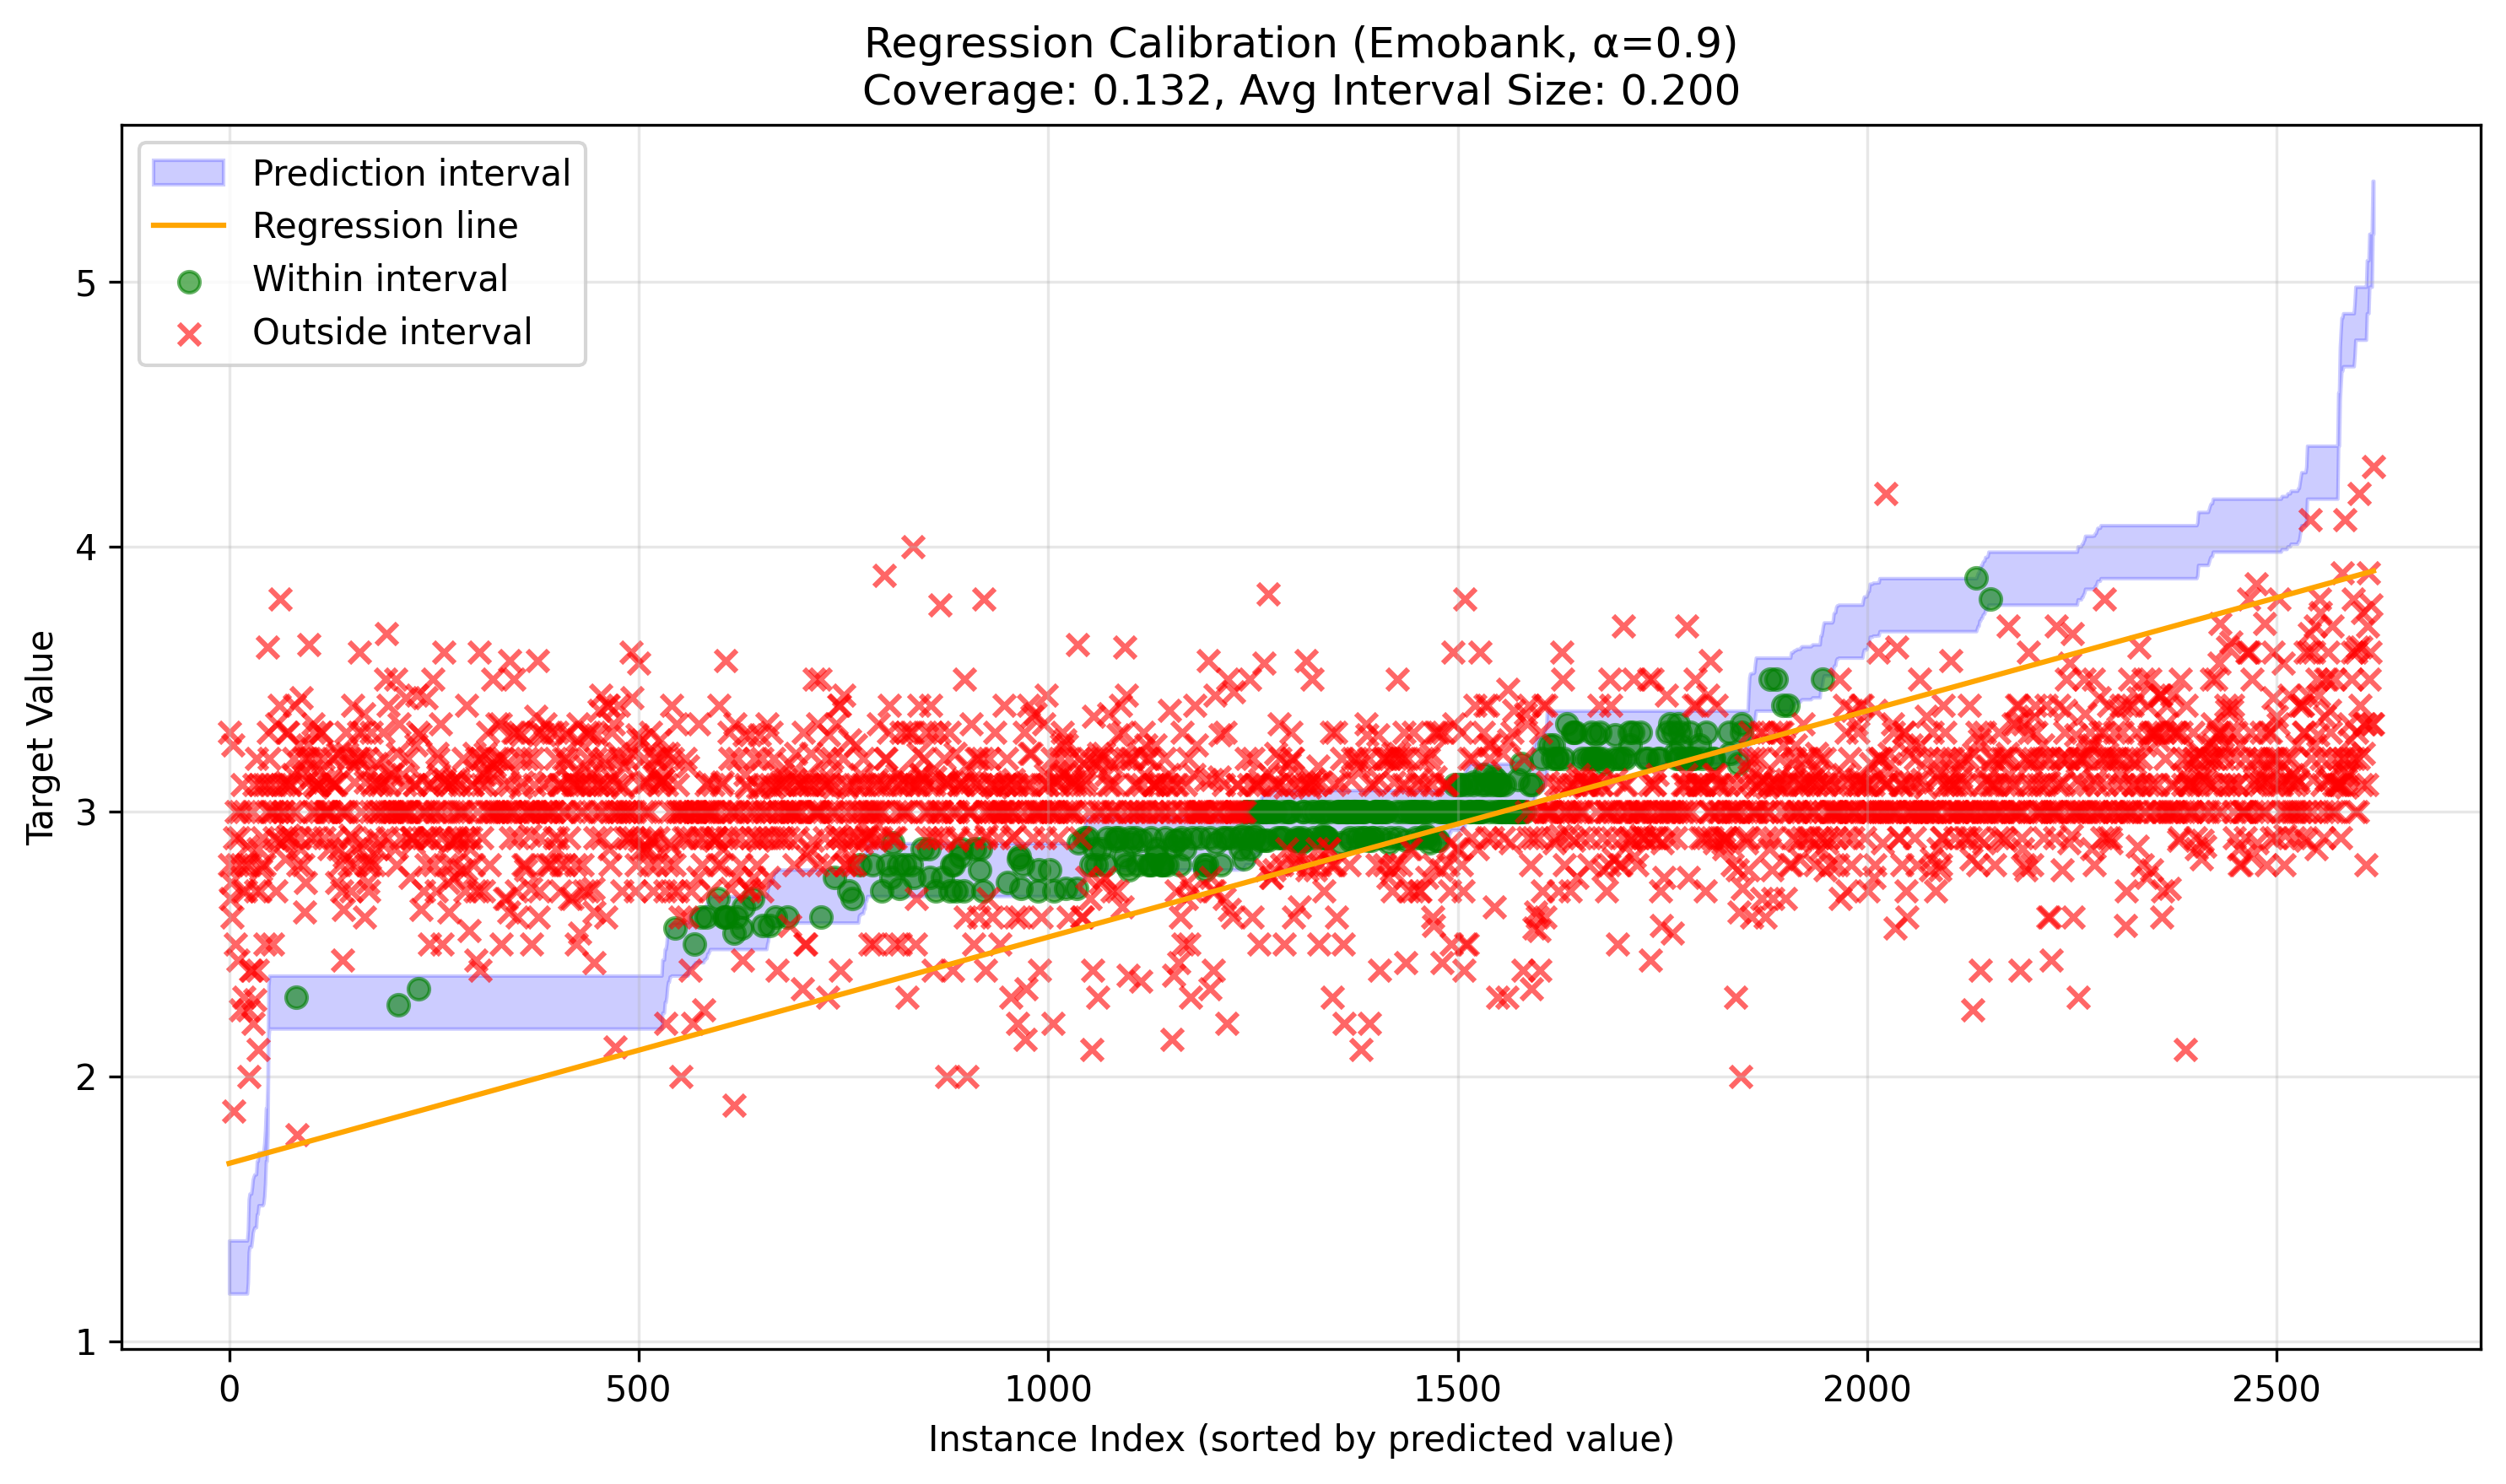 Regression Calibration (Emobank, α=0.9)
Coverage: 0.132, Avg Interval Size: 0.200
Prediction interval
Regression line
Within interval
Outside interval
Target Value
5
4
3
2
1
0
500
1000
1500
2000
2500
Instance Index (sorted by predicted value)